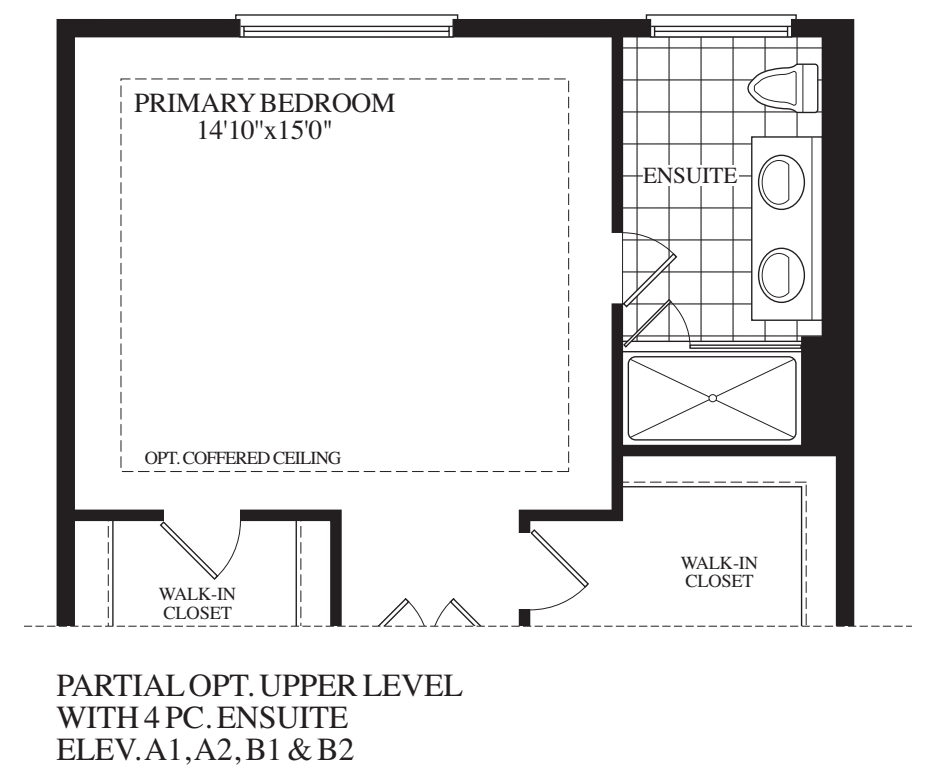 PRIMARY BEDROOM
14'10"x15'0"
ENSUITE
OPT. COFFERED CEILING
WALK-IN
CLOSET
WALK-IN
CLOSET
PARTIAL OPT. UPPER LEVEL
WITH 4 PC. ENSUITE
ELEV. A1, A2, B1 & B2